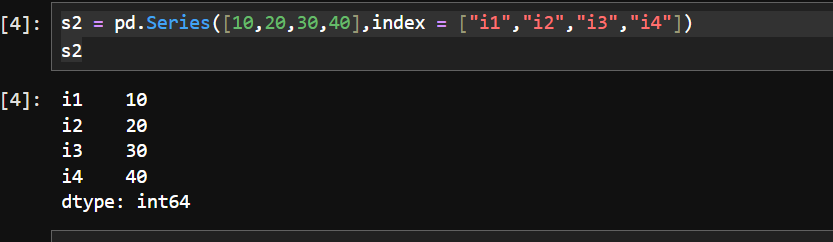 [4]: s2 = pd.Series([10,20,30,40],index = ["i1","i2","i3","i4"])
s2
[4]: i1    10
i2    20
i3    30
i4    40
dtype: int64